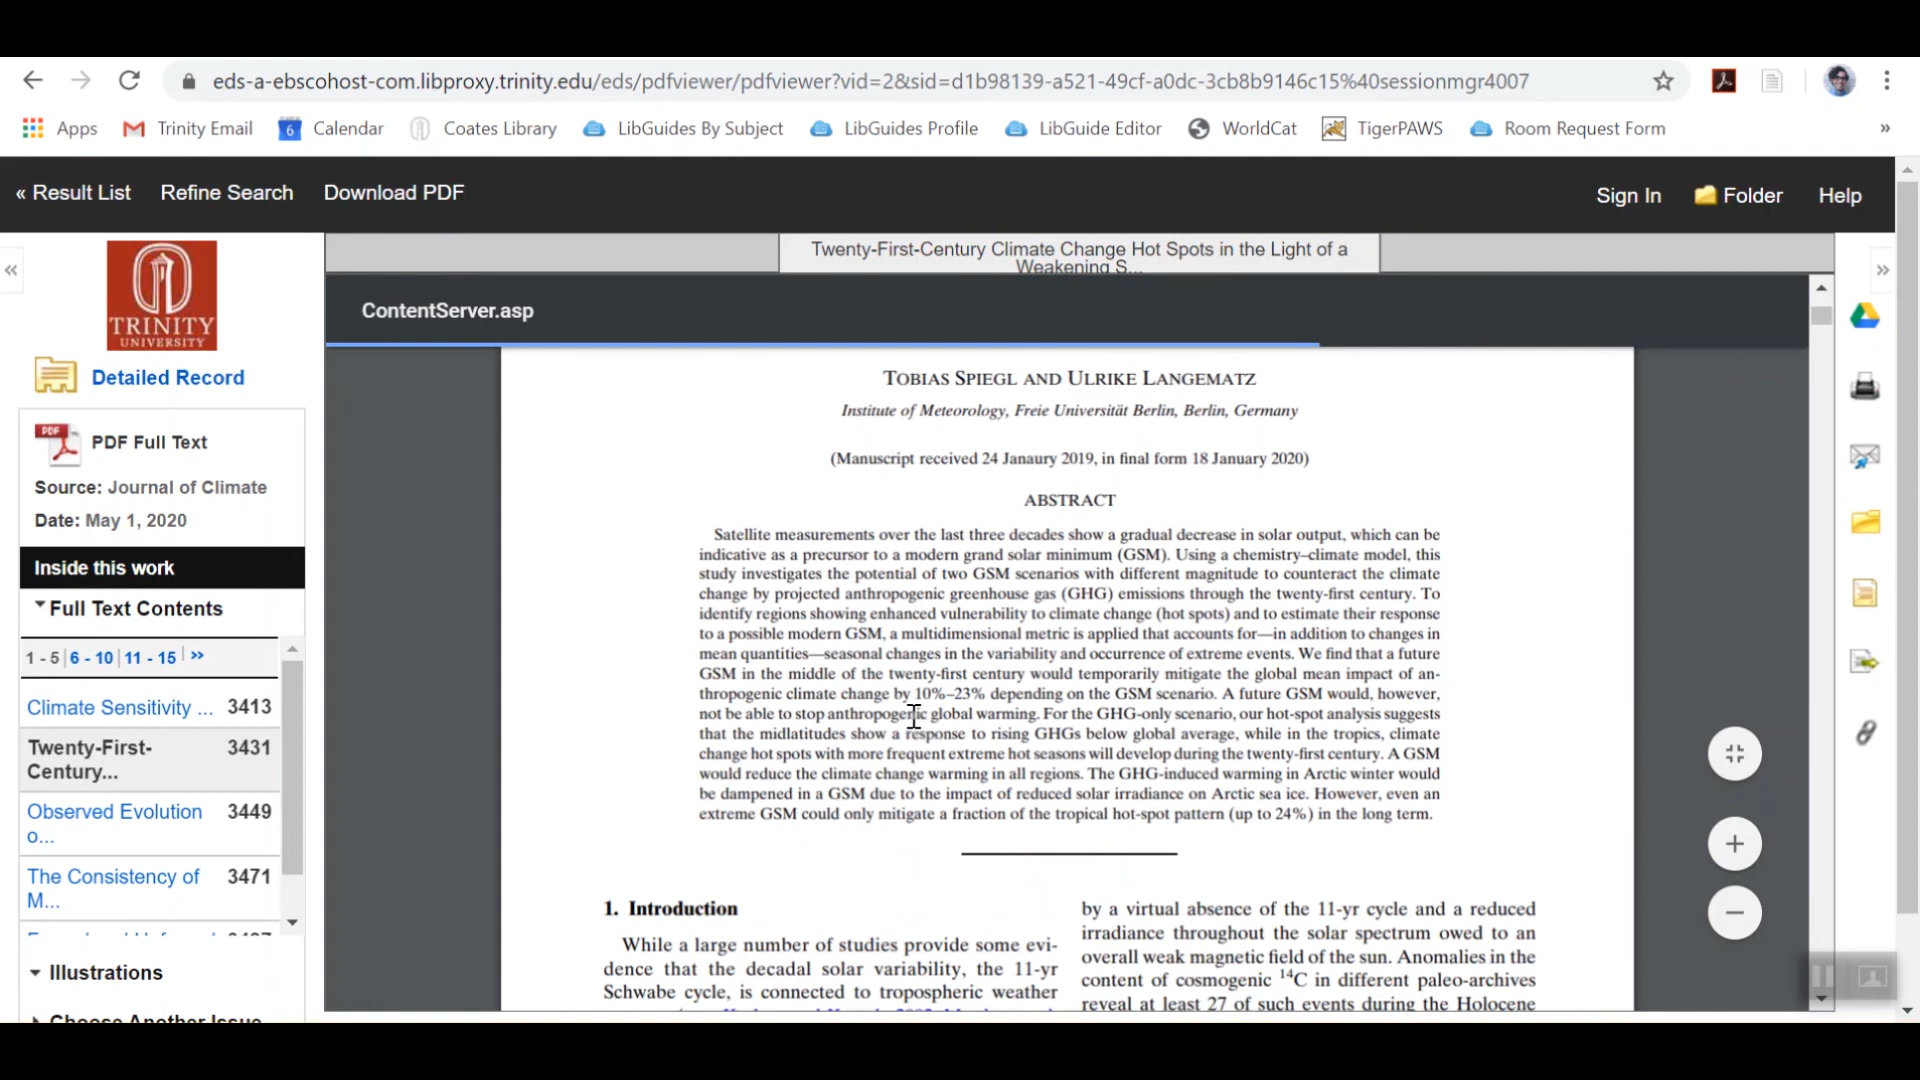 eds-a-ebscohost-com.libproxy.trinity.edu/eds/pdfviewer/pdfviewer?vid=2&sid=d1b98139-a521-49cf-a0dc-3cb8b9146c15%40sessionmgr4007
Apps Trinity Email 6 Calendar Coates Library LibGuides By Subject LibGuides Profile LibGuide Editor WorldCat TigerPAWS Room Request Form »
« Result List Refine Search Download PDF Sign In Folder Help
Twenty-First-Century Climate Change Hot Spots in the Light of a
Weakening S...
ContentServer.asp
TRINITY
UNIVERSITY
Detailed Record
PDF
PDF Full Text
Source: Journal of Climate
Date: May 1, 2020
Inside this work
Full Text Contents
1 - 5 | 6 - 10 | 11 - 15 | »
Climate Sensitivity ... 3413
Twenty-First- 3431
Century...
Observed Evolution 3449
o...
The Consistency of 3471
M...
Illustrations
Choose Another Issue
TOBIAS SPIEGL AND ULRIKE LANGEMATZ
Institute of Meteorology, Freie Universität Berlin, Berlin, Germany
(Manuscript received 24 Janaury 2019, in final form 18 January 2020)
ABSTRACT
Satellite measurements over the last three decades show a gradual decrease in solar output, which can be
indicative as a precursor to a modern grand solar minimum (GSM). Using a chemistry–climate model, this
study investigates the potential of two GSM scenarios with different magnitude to counteract the climate
change by projected anthropogenic greenhouse gas (GHG) emissions through the twenty-first century. To
identify regions showing enhanced vulnerability to climate change (hot spots) and to estimate their response
to a possible modern GSM, a multidimensional metric is applied that accounts for—in addition to changes in
mean quantities—seasonal changes in the variability and occurrence of extreme events. We find that a future
GSM in the middle of the twenty-first century would temporarily mitigate the global mean impact of an-
thropogenic climate change by 10%–23% depending on the GSM scenario. A future GSM would, however,
not be able to stop anthropogenic global warming. For the GHG-only scenario, our hot-spot analysis suggests
that the midlatitudes show a response to rising GHGs below global average, while in the tropics, climate
change hot spots with more frequent extreme hot seasons will develop during the twenty-first century. A GSM
would reduce the climate change warming in all regions. The GHG-induced warming in Arctic winter would
be dampened in a GSM due to the impact of reduced solar irradiance on Arctic sea ice. However, even an
extreme GSM could only mitigate a fraction of the tropical hot-spot pattern (up to 24%) in the long term.
1. Introduction
While a large number of studies provide some evi-
dence that the decadal solar variability, the 11-yr
Schwabe cycle, is connected to tropospheric weather
by a virtual absence of the 11-yr cycle and a reduced
irradiance throughout the solar spectrum owed to an
overall weak magnetic field of the sun. Anomalies in the
content of cosmogenic ¹⁴C in different paleo-archives
reveal at least 27 of such events during the Holocene